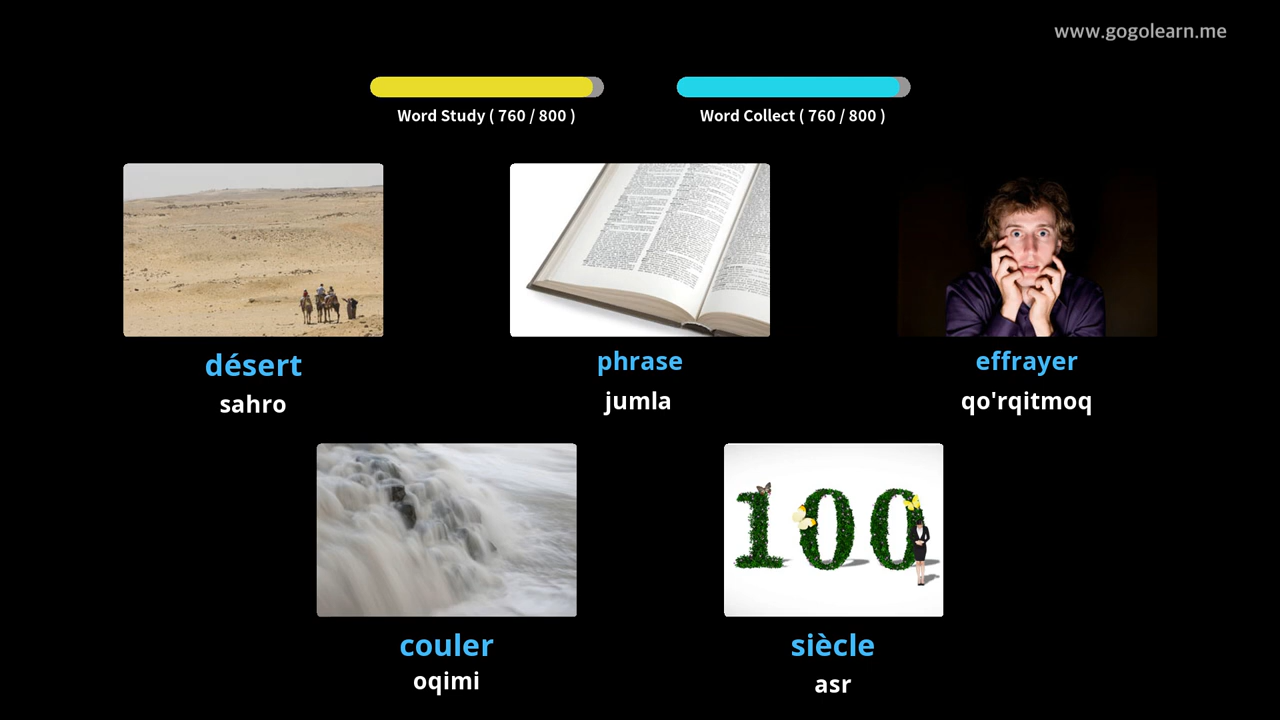 www.gogolearn.me
Word Study ( 760 / 800 )
Word Collect ( 760 / 800 )
désert
sahro
phrase
jumla
effrayer
qo'rqitmoq
couler
oqimi
siècle
asr
100